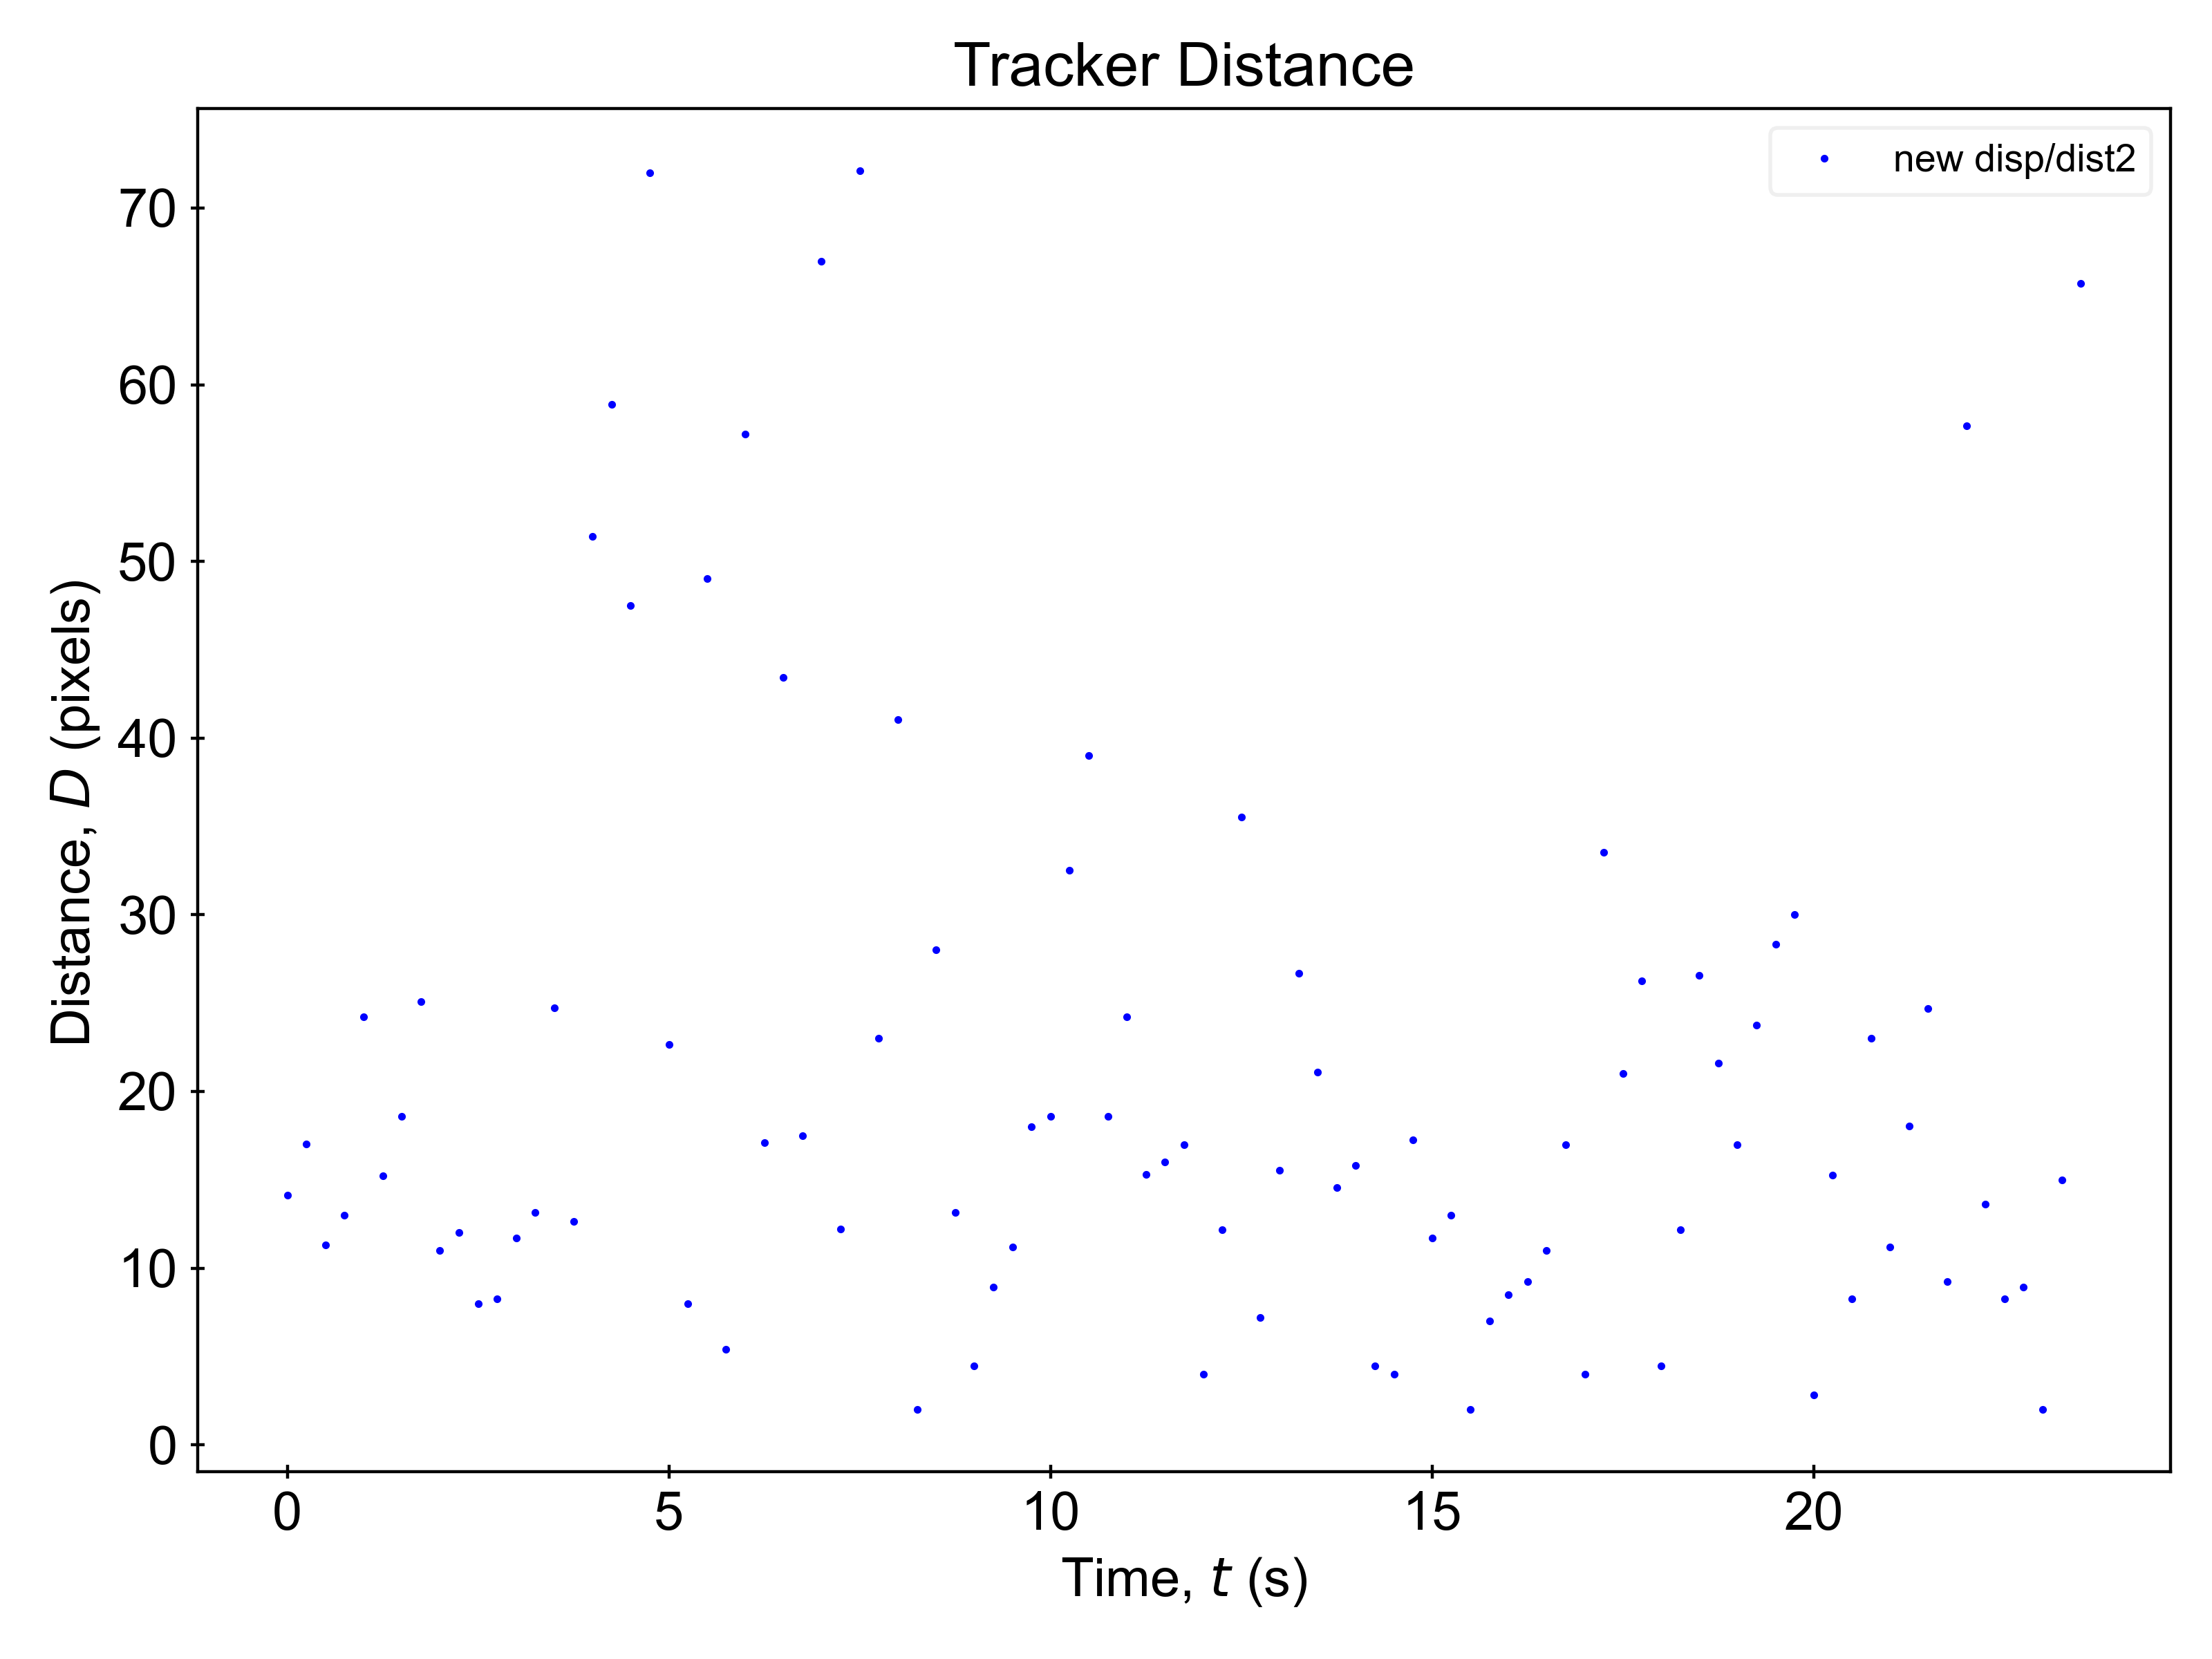 Tracker Distance
new disp/dist2
70
60
50
40
30
20
10
0
Distance, D (pixels)
0 5 10 15 20
Time, t (s)